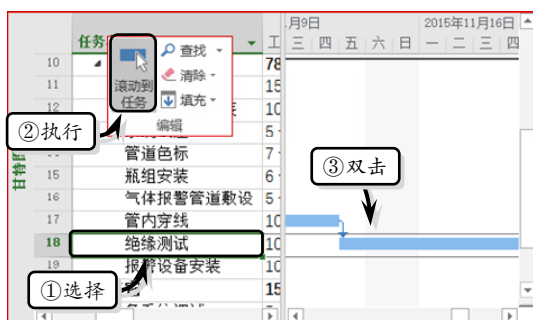 月9日 2015年11月16日
任务 工 三 四 五 六 日 一 二 三 四
查找
清除
填充
滚动到
任务
编辑
10 78
11 15
12 装 10
②执行 5
管道色标 7
15 瓶组安装 6
16 气体报警管道敷设 5
17 管内穿线 10
18 绝缘测试 10
19 报警设备安装 10
15
①选择
③双击
甘特图